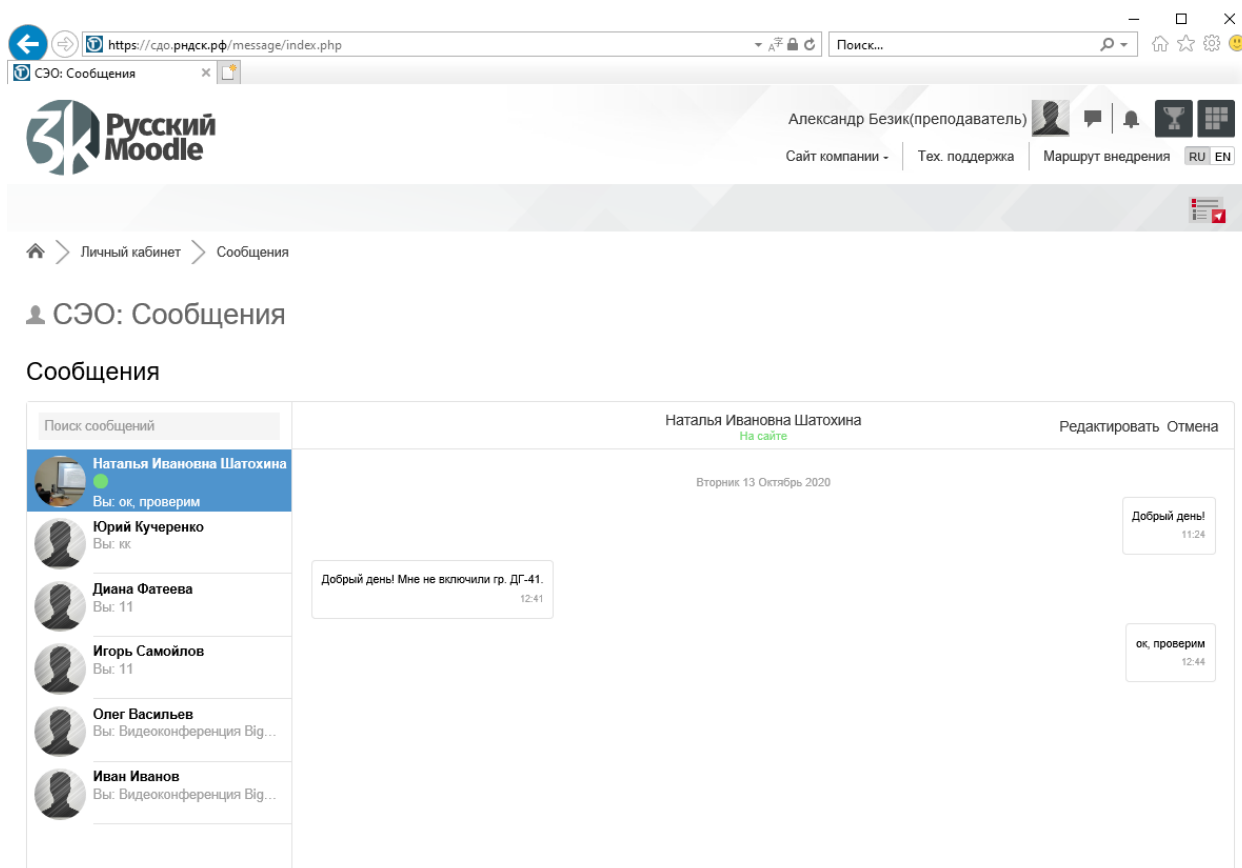 https://сдо.рндск.рф/message/index.php
Поиск...
СЭО: Сообщения
3k Русский Moodle
Александр Безик(преподаватель)
Сайт компании
Тех. поддержка
Маршрут внедрения
RU EN
Личный кабинет
Сообщения
СЭО: Сообщения
Сообщения
Поиск сообщений
Наталья Ивановна Шатохина
На сайте
Редактировать Отмена
Наталья Ивановна Шатохина
Вы: ок, проверим
Юрий Кучеренко
Вы: кк
Диана Фатеева
Вы: 11
Игорь Самойлов
Вы: 11
Олег Васильев
Вы: Видеоконференция Big...
Иван Иванов
Вы: Видеоконференция Big...
Вторник 13 Октябрь 2020
Добрый день!
11:24
Добрый день! Мне не включили гр. ДГ-41.
12:41
ок, проверим
12:44